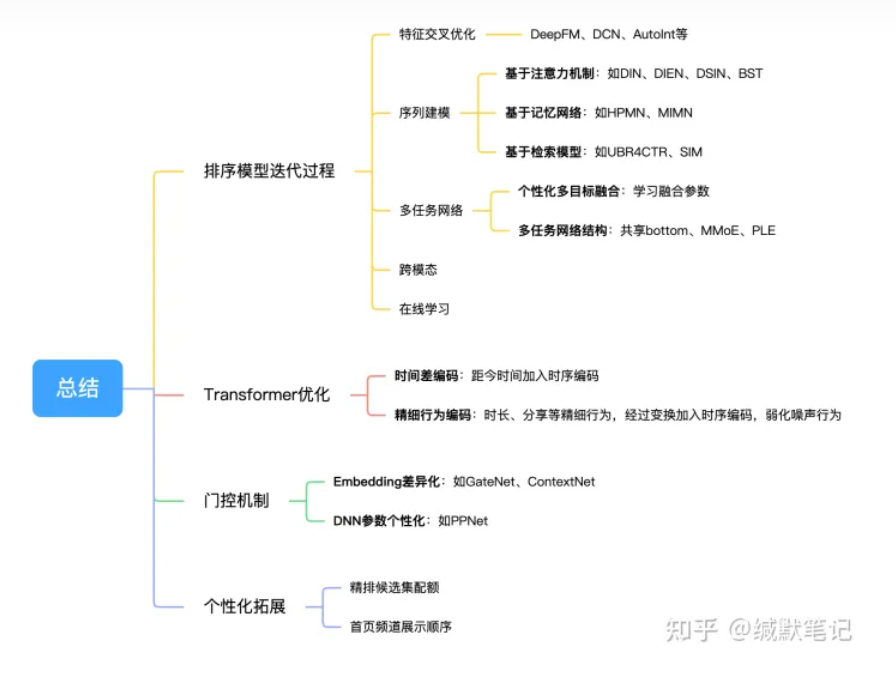 总结
排序模型迭代过程
特征交叉优化
DeepFM、DCN、AutoInt等
序列建模
基于注意力机制：如DIN、DIEN、DSIN、BST
基于记忆网络：如HPMN、MIMN
基于检索模型：如UBR4CTR、SIM
多任务网络
个性化多目标融合：学习融合参数
多任务网络结构：共享bottom、MMoE、PLE
跨模态
在线学习
Transformer优化
时间差编码：距今时间加入时序编码
精细行为编码：时长、分享等精细行为，经过变换加入时序编码，弱化噪声行为
门控机制
Embedding差异化：如GateNet、ContextNet
DNN参数个性化：如PPNet
个性化拓展
精排候选集配额
首页频道展示顺序
知乎 @缄默笔记